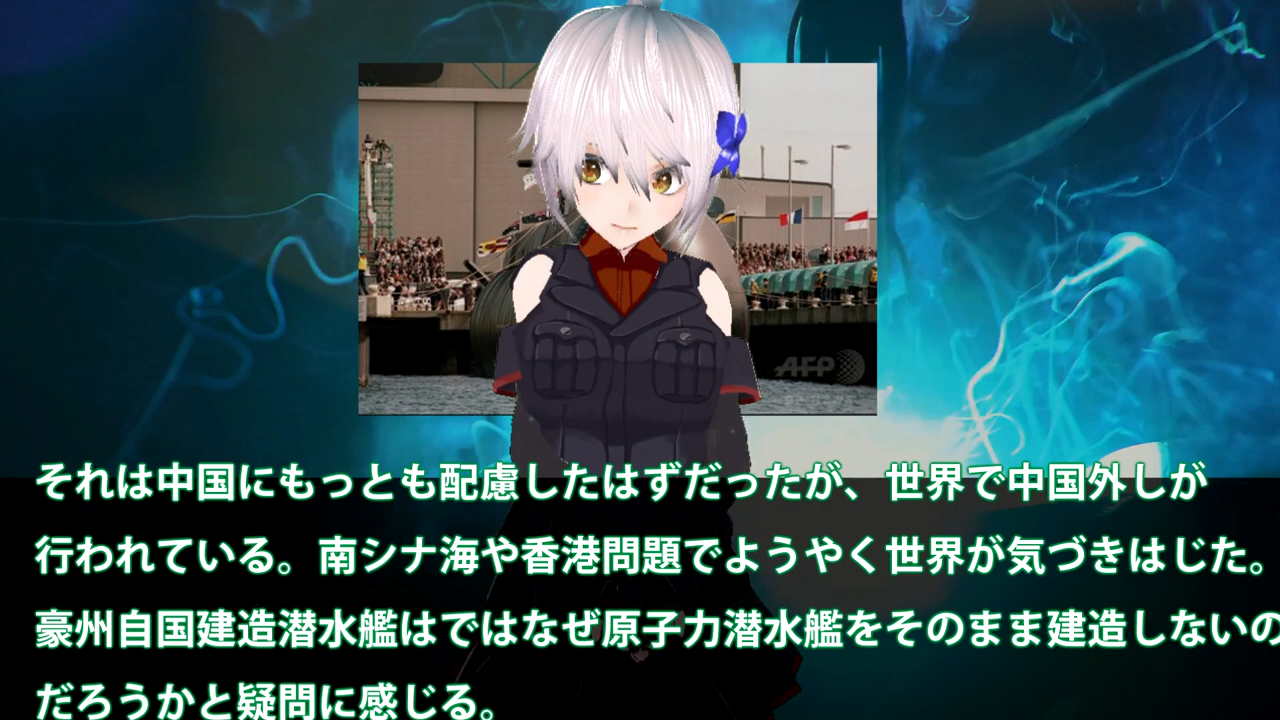 AFP
それは中国にもっとも配慮したはずだったが、世界で中国外しが
行われている。南シナ海や香港問題でようやく世界が気づきはじた。
豪州自国建造潜水艦はではなぜ原子力潜水艦をそのまま建造しないの
だろうかと疑問に感じる。